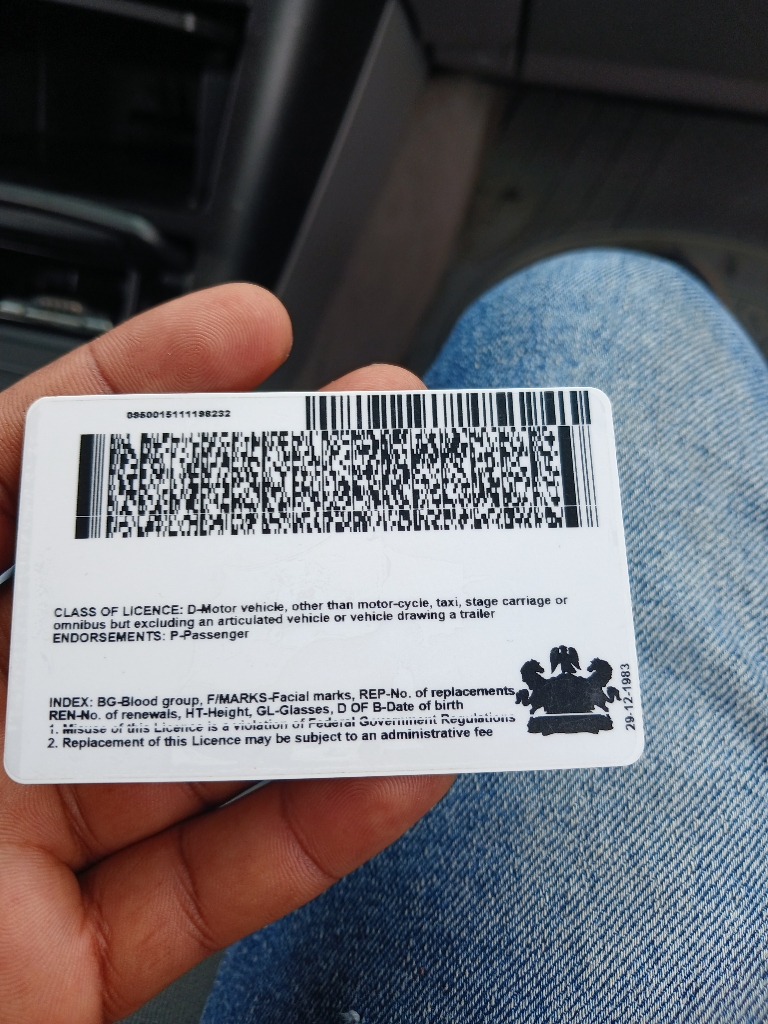 0960015111198232
CLASS OF LICENCE: D-Motor vehicle, other than motor-cycle, taxi, stage carriage or
omnibus but excluding an articulated vehicle or vehicle drawing a trailer
ENDORSEMENTS: P-Passenger
INDEX: BG-Blood group, F/MARKS-Facial marks, REP-No. of replacements
REN-No. of renewals, HT-Height, GL-Glasses, D OF B-Date of birth
1. Misuse of this Licence is a violation of Federal Government Regulations
2. Replacement of this Licence may be subject to an administrative fee
29-12-1983